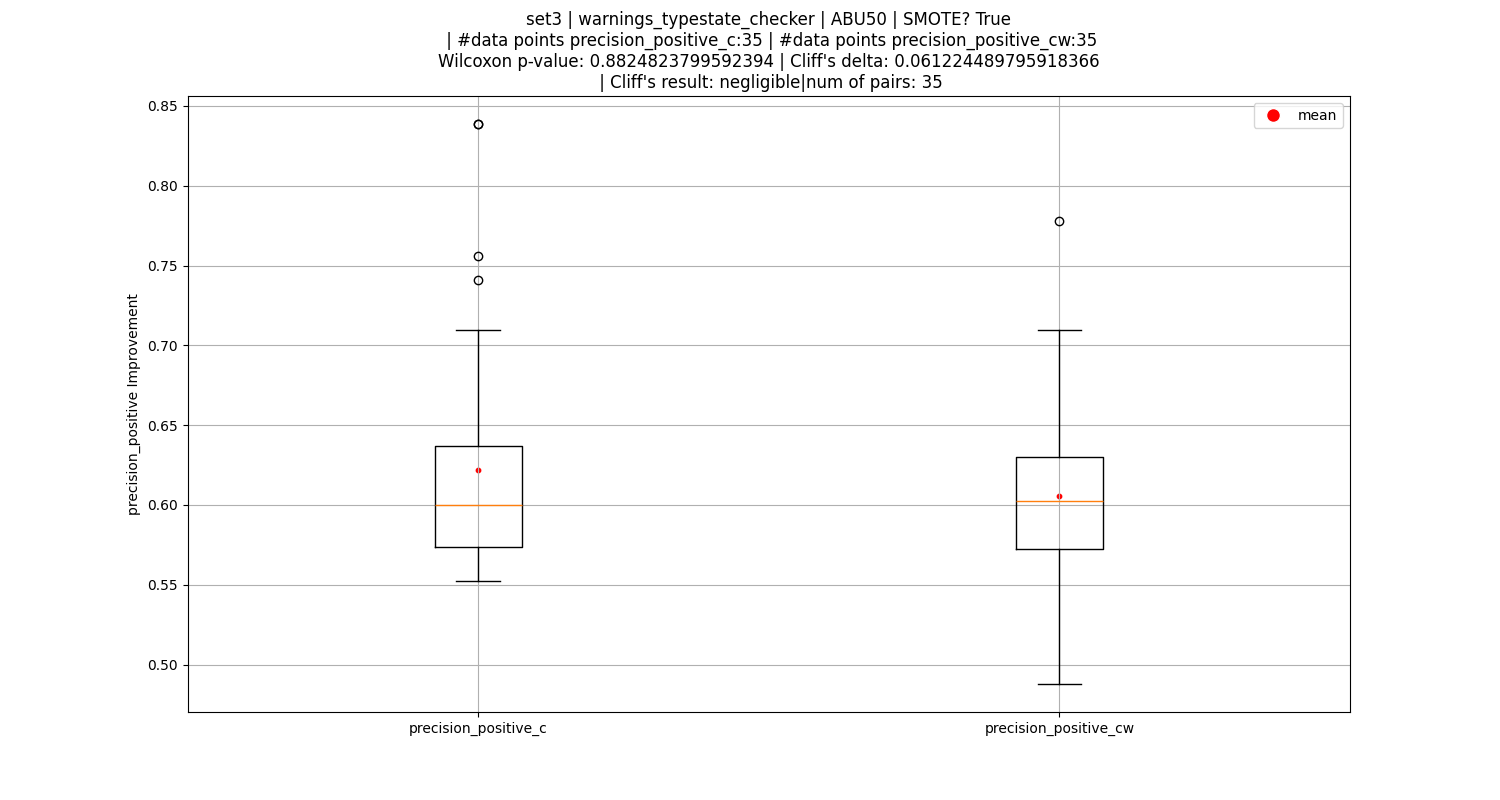 set3 | warnings_typestate_checker | ABU50 | SMOTE? True
| #data points precision_positive_c:35 | #data points precision_positive_cw:35
Wilcoxon p-value: 0.8824823799592394 | Cliff's delta: 0.061224489795918366
| Cliff's result: negligible|num of pairs: 35
mean
0.85
0.80
0.75
0.70
0.65
0.60
0.55
0.50
precision_positive Improvement
precision_positive_c
precision_positive_cw